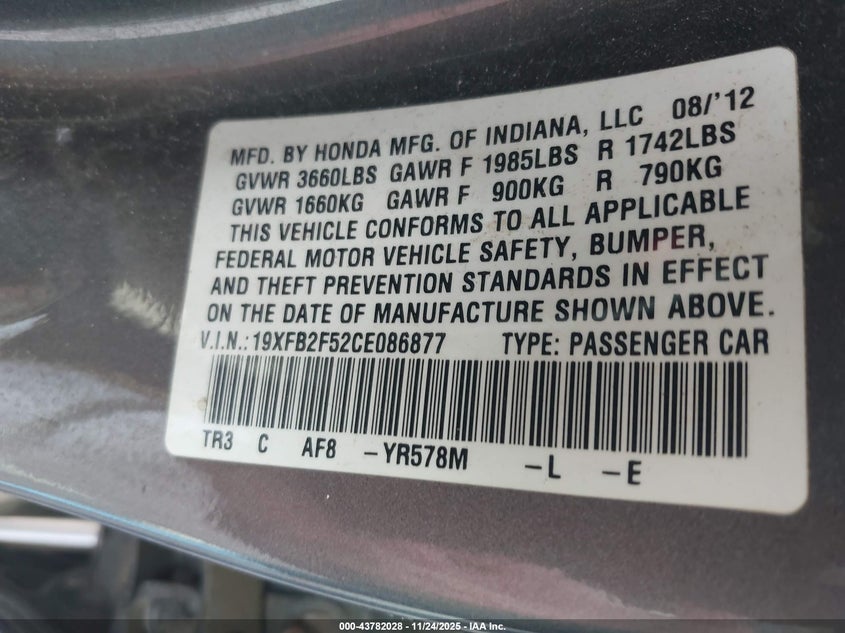 MFD. BY HONDA MFG. OF INDIANA, LLC 08/'12
GVWR 3660LBS GAWR F 1985LBS R 1742LBS
GVWR 1660KG GAWR F 900KG R 790KG
THIS VEHICLE CONFORMS TO ALL APPLICABLE
FEDERAL MOTOR VEHICLE SAFETY, BUMPER,
AND THEFT PREVENTION STANDARDS IN EFFECT
ON THE DATE OF MANUFACTURE SHOWN ABOVE.
V.I.N.:19XFB2F52CE086877 TYPE: PASSENGER CAR
TR3 C AF8 -YR578M -L -E
000-43782028 - 11/24/2025 - IAA Inc.